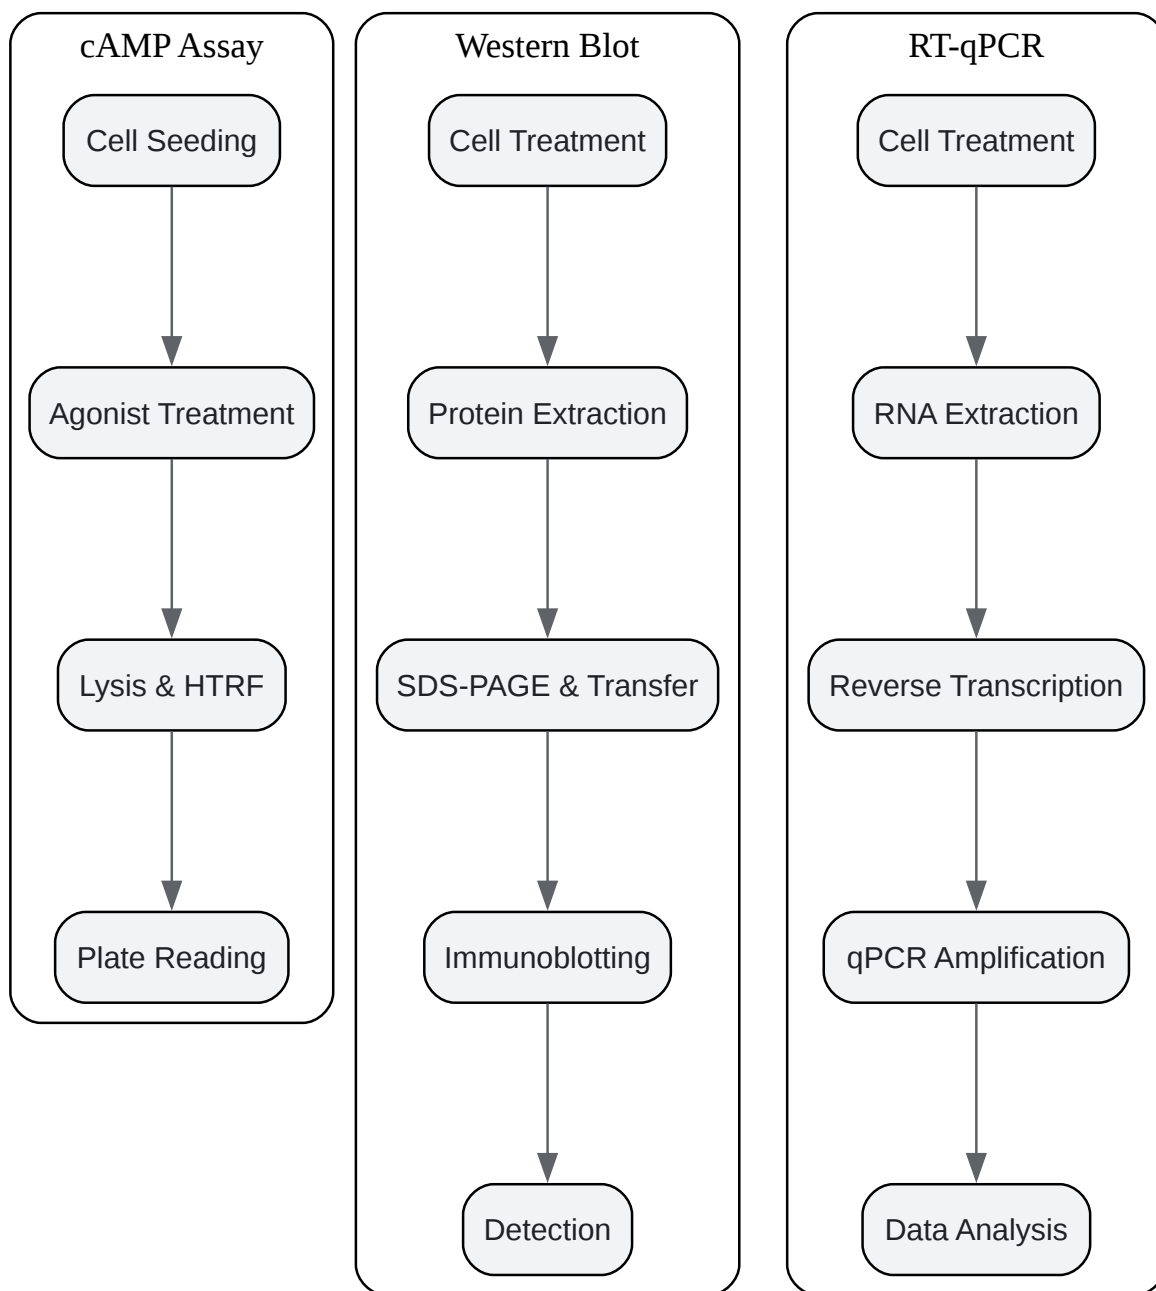 cAMP Assay
Cell Seeding
Agonist Treatment
Lysis & HTRF
Plate Reading
Western Blot
Cell Treatment
Protein Extraction
SDS-PAGE & Transfer
Immunoblotting
Detection
RT-qPCR
Cell Treatment
RNA Extraction
Reverse Transcription
qPCR Amplification
Data Analysis